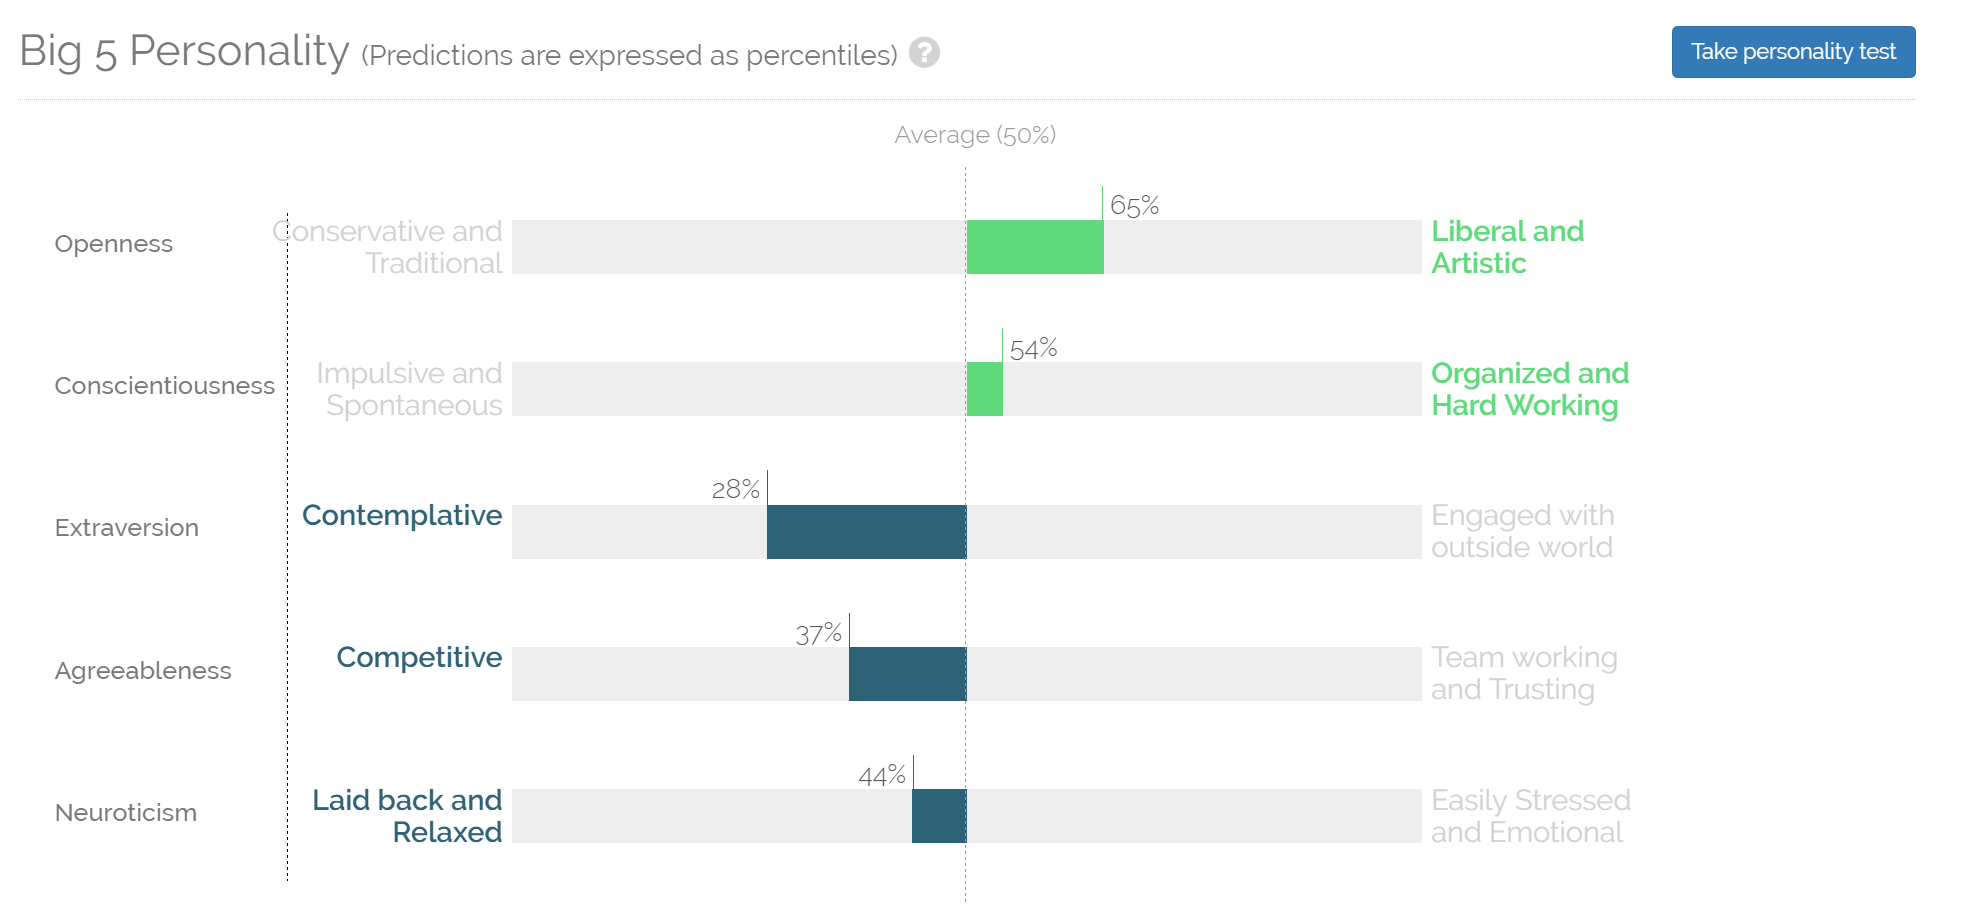 Big 5 Personality (Predictions are expressed as percentiles) ?
Take personality test
Average (50%)
65%
Openness
Conservative and
Traditional
Liberal and
Artistic
54%
Conscientiousness
Impulsive and
Spontaneous
Organized and
Hard Working
28%
Extraversion
Contemplative
Engaged with
outside world
37%
Agreeableness
Competitive
Team working
and Trusting
44%
Neuroticism
Laid back and
Relaxed
Easily Stressed
and Emotional